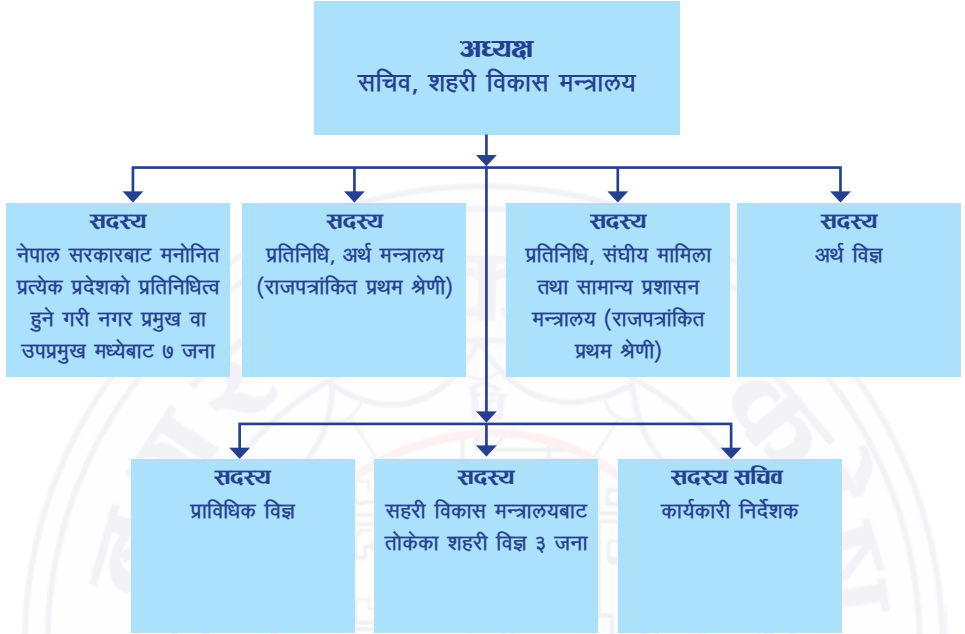 अध्यक्ष
सचिव, शहरी विकास मन्त्रालय
सदस्य
नेपाल सरकारबाट मनोनित
प्रत्येक प्रदेशको प्रतिनिधित्व
हुने गरी नगर प्रमुख वा
उपप्रमुख मध्येबाट ७ जना
सदस्य
प्रतिनिधि, अर्थ मन्त्रालय
(राजपत्रांकित प्रथम श्रेणी)
सदस्य
प्रतिनिधि, संघीय मामिला
तथा सामान्य प्रशासन
मन्त्रालय (राजपत्रांकित
प्रथम श्रेणी)
सदस्य
अर्थ विज्ञ
सदस्य
प्राविधिक विज्ञ
सदस्य
सहरी विकास मन्त्रालयबाट
तोकेका शहरी विज्ञ ३ जना
सदस्य सचिव
कार्यकारी निर्देशक